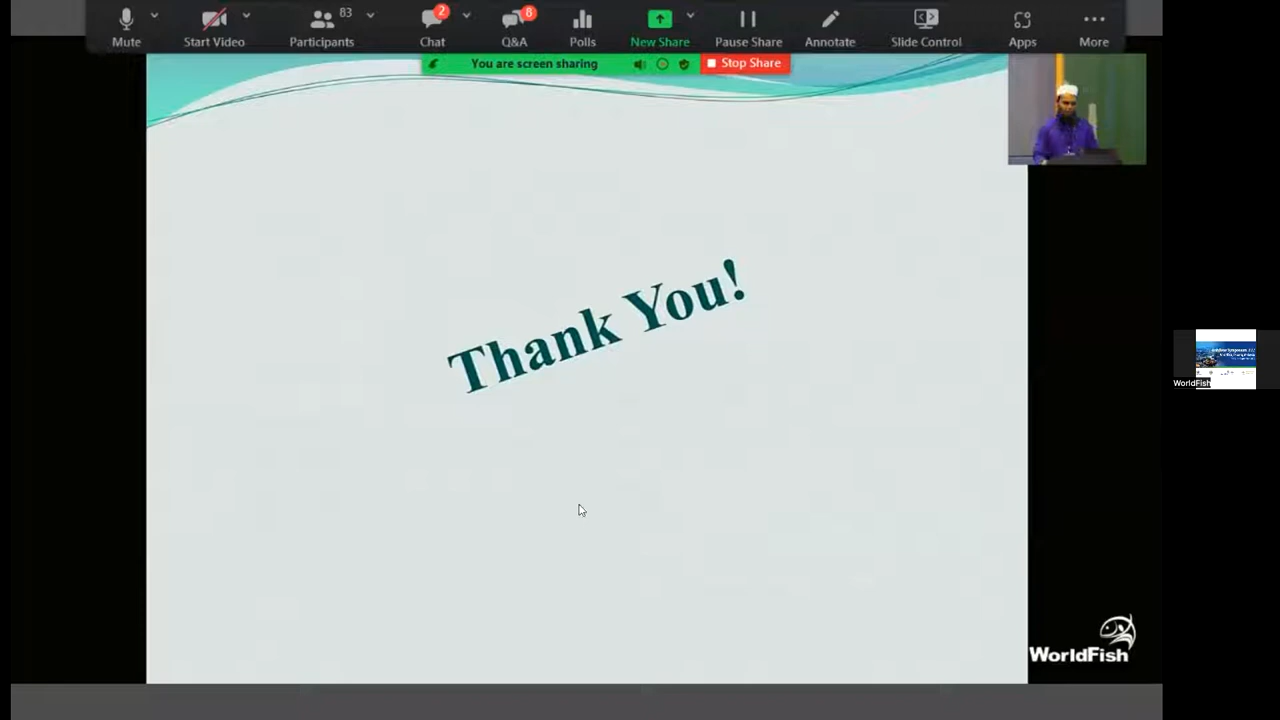 83
2
8
Mute
Start Video
Participants
Chat
Q&A
Polls
New Share
Pause Share
Annotate
Slide Control
Apps
More
You are screen sharing
Stop Share
Thank You!
WorldFish
WorldFish